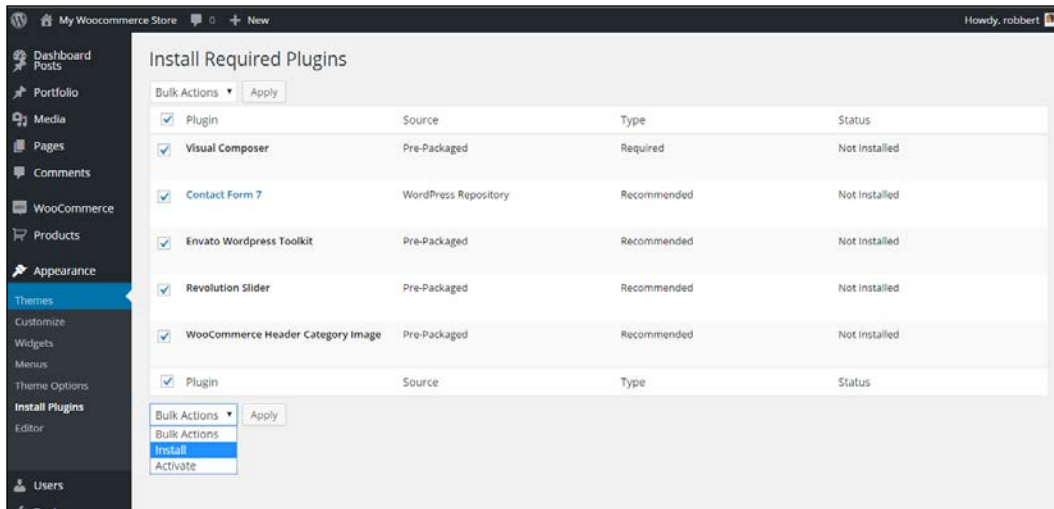 My Woocommerce Store 0 + New Howdy, robbert
Dashboard
Posts
Portfolio
Media
Pages
Comments
WooCommerce
Products
Appearance
Themes
Customize
Widgets
Menus
Theme Options
Install Plugins
Editor
Users
Install Required Plugins
Bulk Actions Apply
Plugin Source Type Status
Visual Composer Pre-Packaged Required Not Installed
Contact Form 7 WordPress Repository Recommended Not Installed
Envato Wordpress Toolkit Pre-Packaged Recommended Not Installed
Revolution Slider Pre-Packaged Recommended Not Installed
WooCommerce Header Category Image Pre-Packaged Recommended Not Installed
Plugin Source Type Status
Bulk Actions Apply
Bulk Actions
Install
Activate